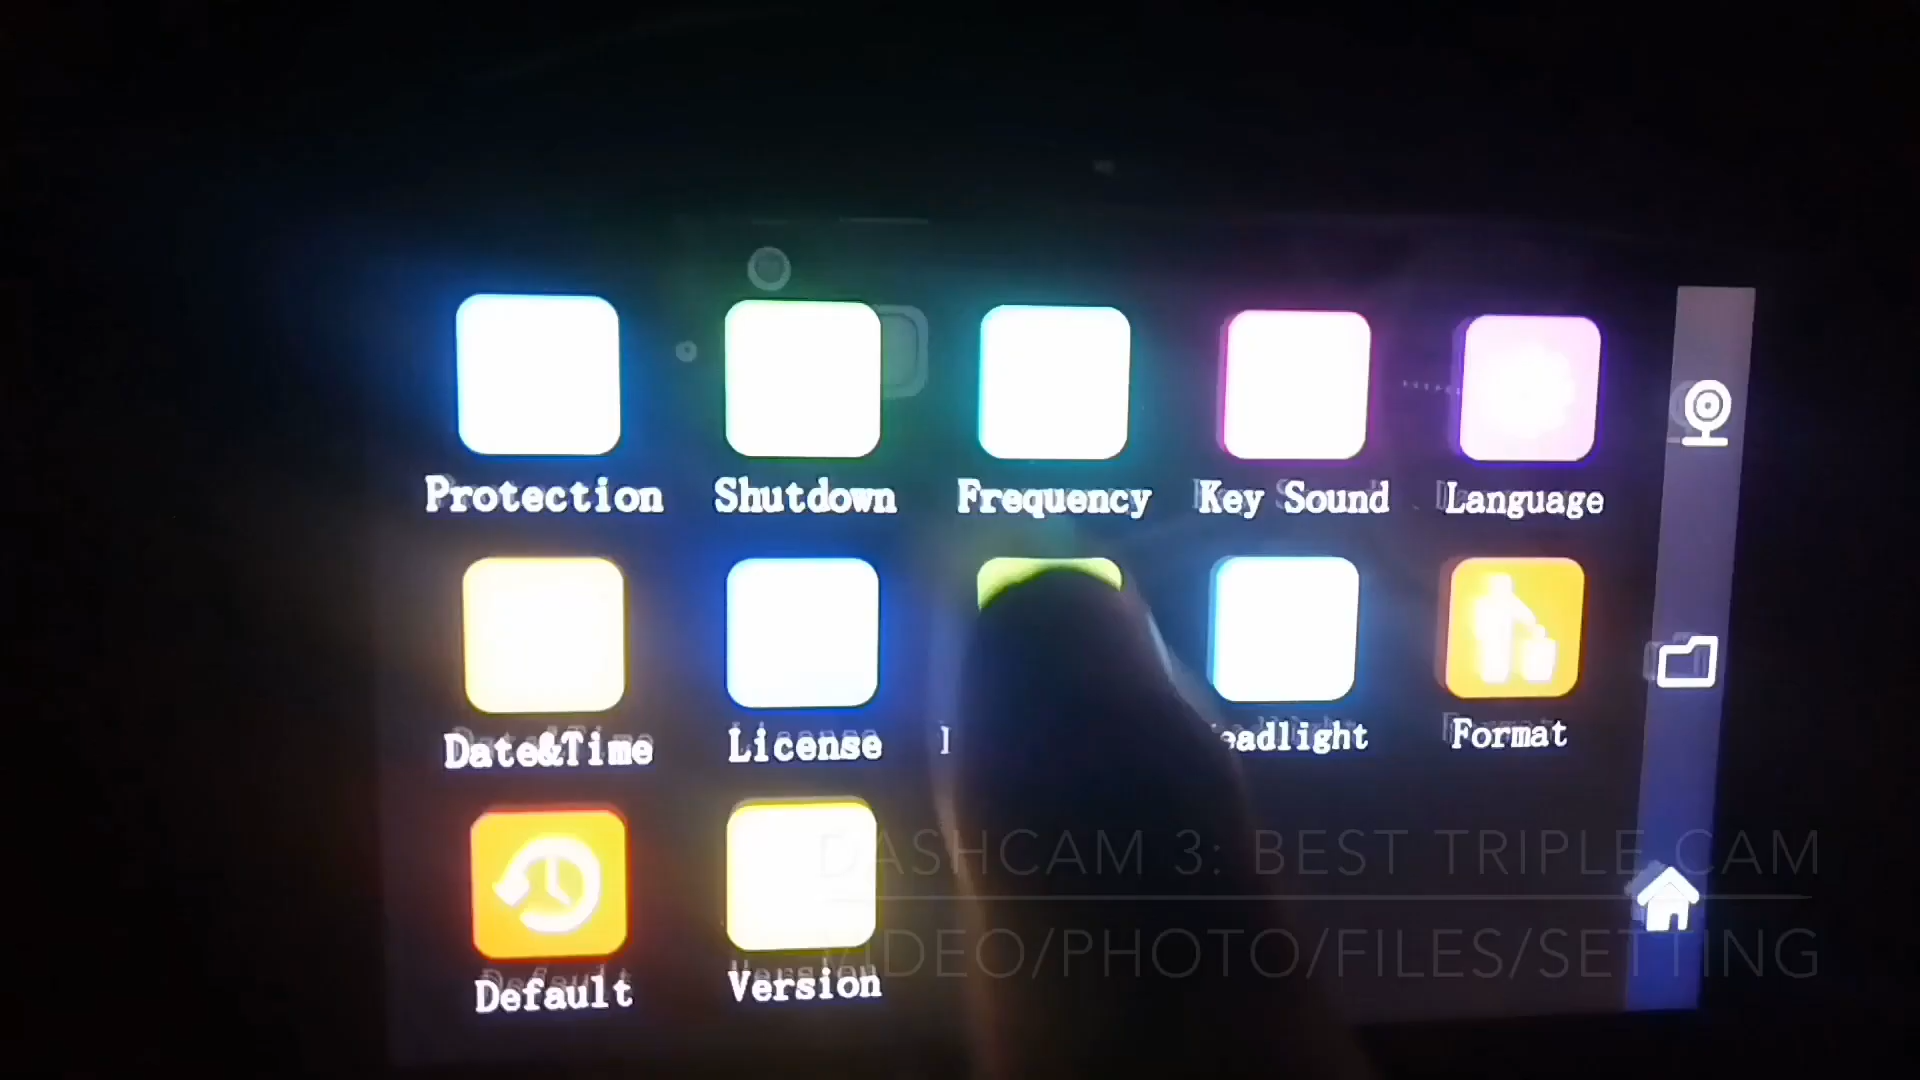 Protection Shutdown Frequency Key Sound Language
Date&Time License eadlight Format
DASHCAM 3: BEST TRIPLE CAM
Default Version
VIDEO/PHOTO/FILES/SETTING